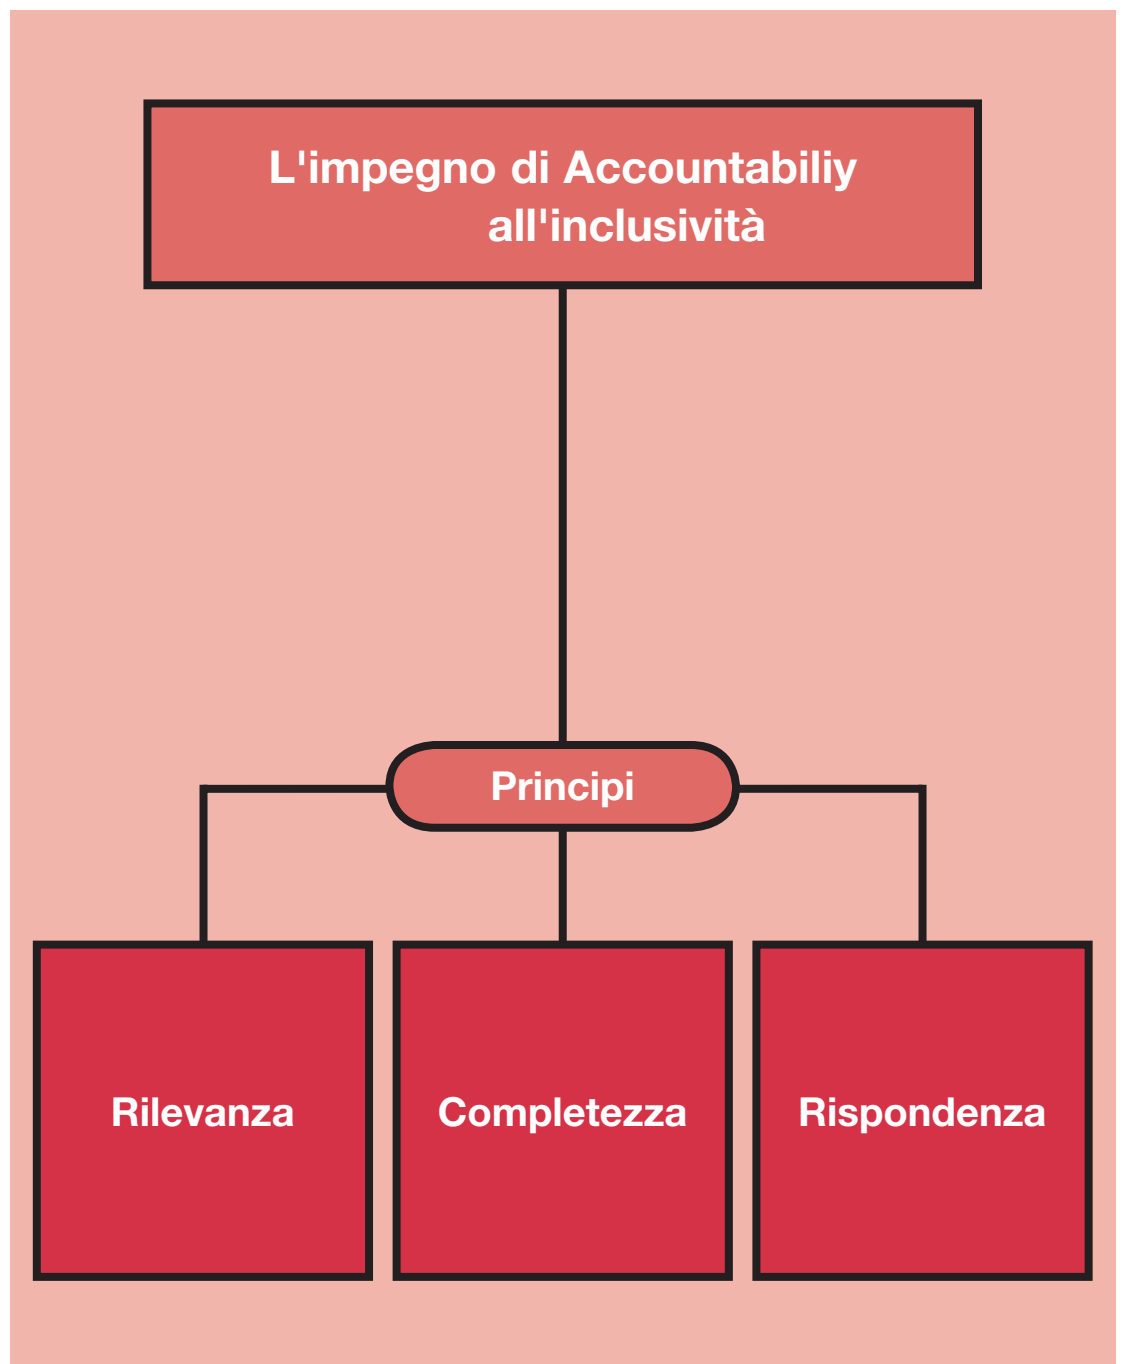 L'impegno di Accountabiliy
all'inclusività
Principi
Rilevanza
Completezza
Rispondenza